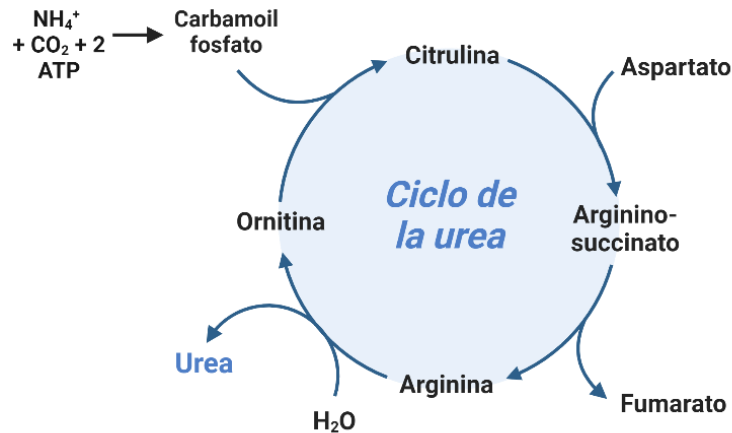 NH₄⁺
+ CO₂ + 2
ATP
Carbamoil
fosfato
Citrulina
Aspartato
Ciclo de
la urea
Ornitina
Arginino-
succinato
Urea
Arginina
Fumarato
H₂O